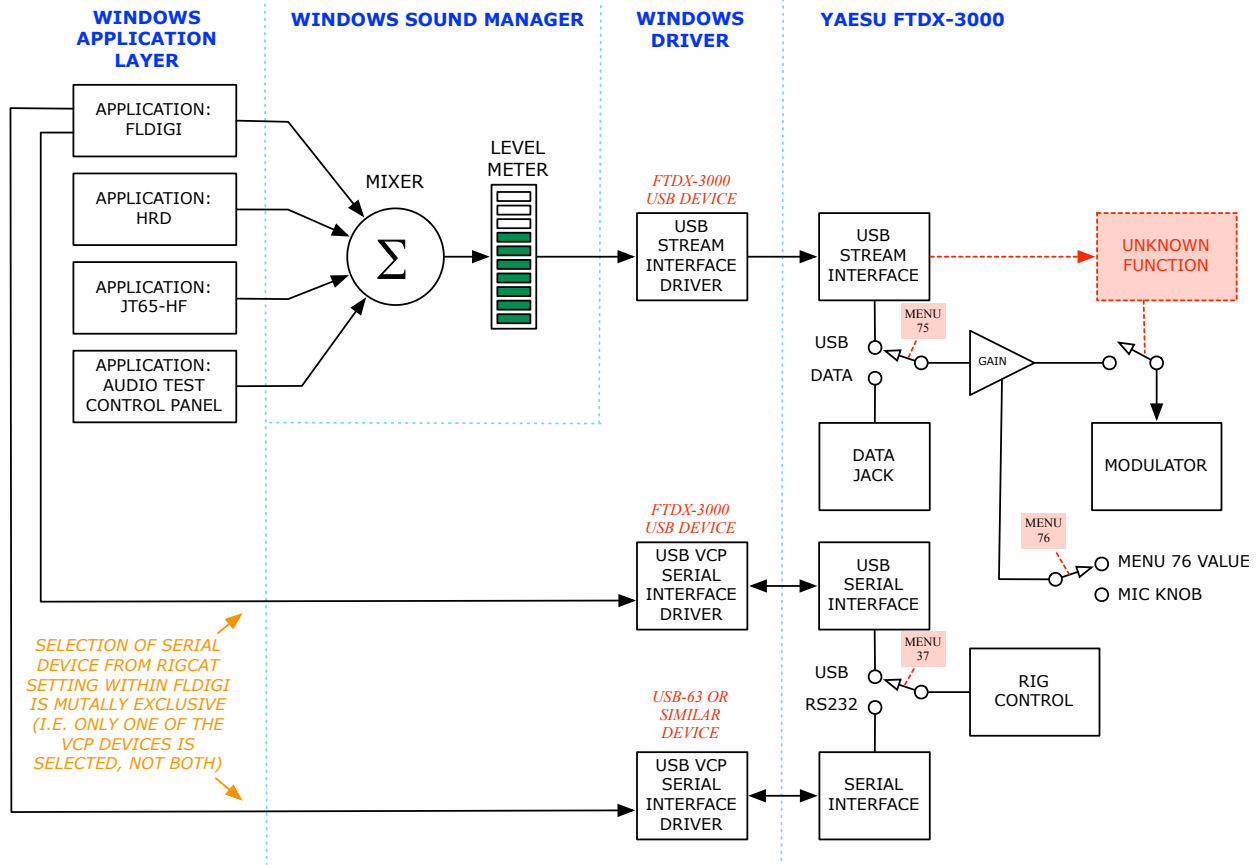 WINDOWS
APPLICATION
LAYER
WINDOWS SOUND MANAGER
WINDOWS
DRIVER
YAESU FTDX-3000
APPLICATION:
FLDIGI
APPLICATION:
HRD
APPLICATION:
JT65-HF
APPLICATION:
AUDIO TEST
CONTROL PANEL
MIXER
Σ
LEVEL
METER
FTDX-3000
USB DEVICE
USB
STREAM
INTERFACE
DRIVER
USB
STREAM
INTERFACE
UNKNOWN
FUNCTION
MENU
75
USB
DATA
GAIN
DATA
JACK
MODULATOR
MENU
76
MENU 76 VALUE
MIC KNOB
FTDX-3000
USB DEVICE
USB VCP
SERIAL
INTERFACE
DRIVER
USB
SERIAL
INTERFACE
MENU
37
USB
RS232
RIG
CONTROL
SELECTION OF SERIAL
DEVICE FROM RIGCAT
SETTING WITHIN FLDIGI
IS MUTALLY EXCLUSIVE
(I.E. ONLY ONE OF THE
VCP DEVICES IS
SELECTED, NOT BOTH)
USB-63 OR
SIMILAR
DEVICE
USB VCP
SERIAL
INTERFACE
DRIVER
SERIAL
INTERFACE